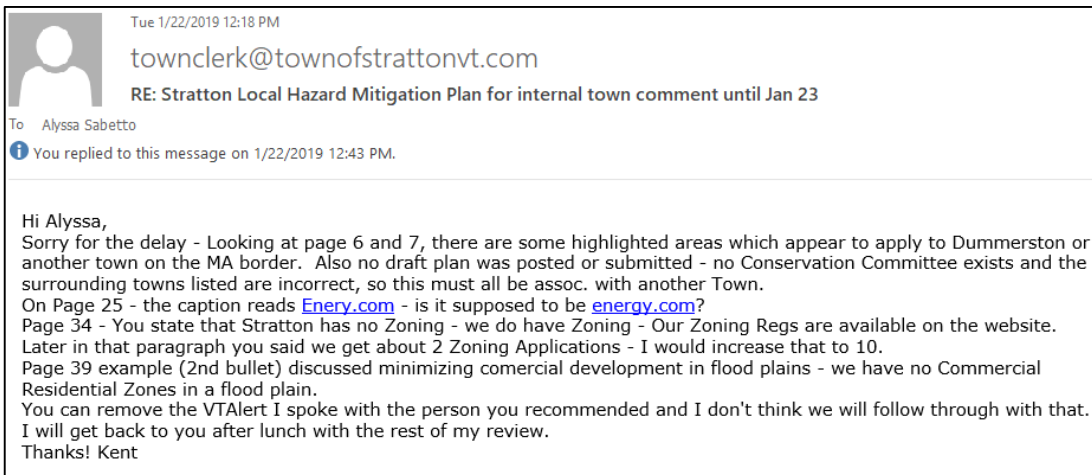 Tue 1/22/2019 12:18 PM
townclerk@townofstrattonvt.com
RE: Stratton Local Hazard Mitigation Plan for internal town comment until Jan 23
To Alyssa Sabetto
You replied to this message on 1/22/2019 12:43 PM.
Hi Alyssa,
Sorry for the delay - Looking at page 6 and 7, there are some highlighted areas which appear to apply to Dummerston or
another town on the MA border.  Also no draft plan was posted or submitted - no Conservation Committee exists and the
surrounding towns listed are incorrect, so this must all be assoc. with another Town.
On Page 25 - the caption reads Enery.com - is it supposed to be energy.com?
Page 34 - You state that Stratton has no Zoning - we do have Zoning - Our Zoning Regs are available on the website.
Later in that paragraph you said we get about 2 Zoning Applications - I would increase that to 10.
Page 39 example (2nd bullet) discussed minimizing comercial development in flood plains - we have no Commercial
Residential Zones in a flood plain.
You can remove the VTAlert I spoke with the person you recommended and I don't think we will follow through with that.
I will get back to you after lunch with the rest of my review.
Thanks! Kent